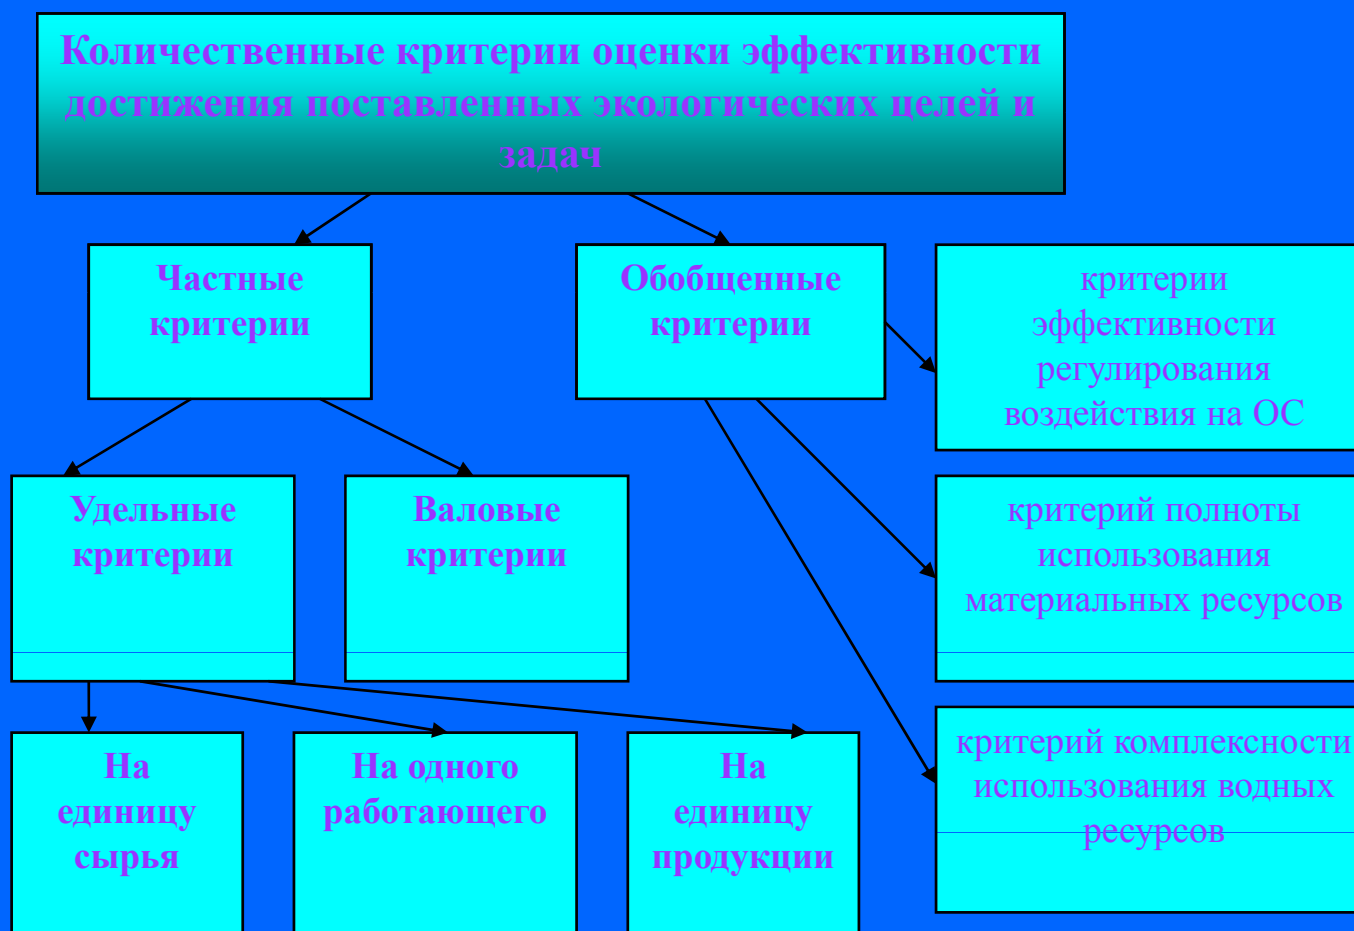 Количественные критерии оценки эффективности
достижения поставленных экологических целей и
задач
Частные
критерии
Обобщенные
критерии
критерии
эффективности
регулирования
воздействия на ОС
Удельные
критерии
Валовые
критерии
критерий полноты
использования
материальных ресурсов
На
единицу
сырья
На одного
работающего
На
единицу
продукции
критерий комплексности
использования водных
ресурсов